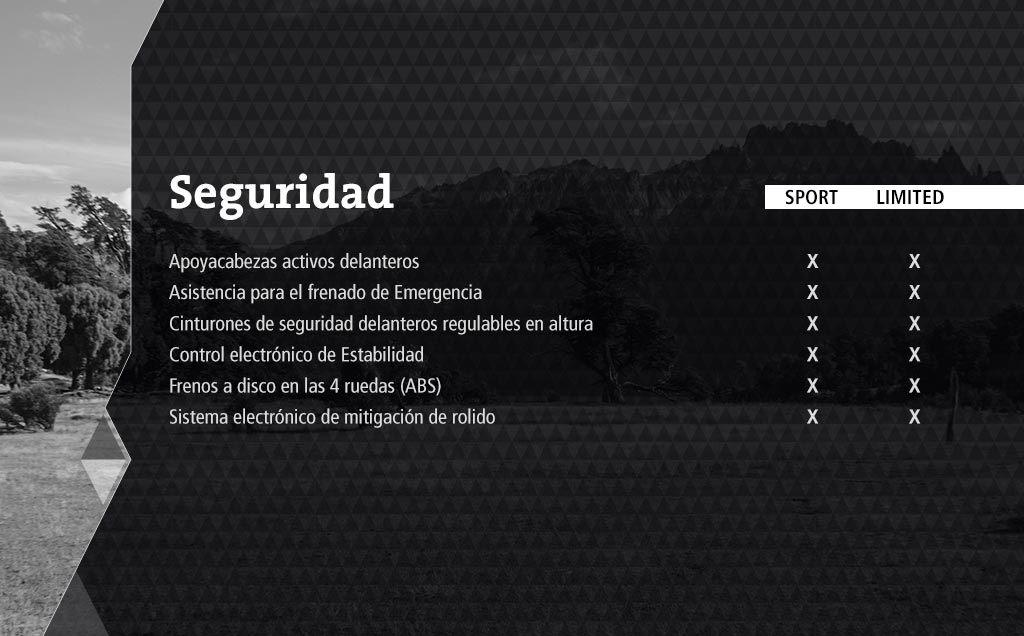 Seguridad
SPORT LIMITED
Apoyacabezas activos delanteros X X
Asistencia para el frenado de Emergencia X X
Cinturones de seguridad delanteros regulables en altura X X
Control electrónico de Estabilidad X X
Frenos a disco en las 4 ruedas (ABS) X X
Sistema electrónico de mitigación de rolido X X